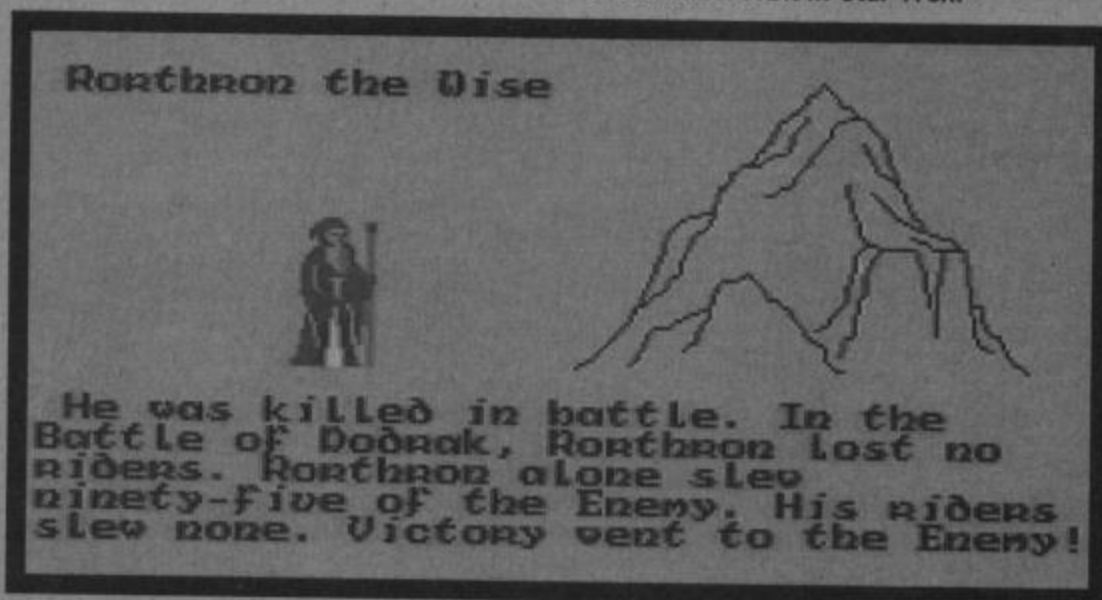 Rorthron the Wise
He was killed in battle. In the
Battle of Dodrak, Rorthron lost no
riders. Rorthron alone slew
ninety-five of the Enemy. His riders
slew none. Victory went to the Enemy!